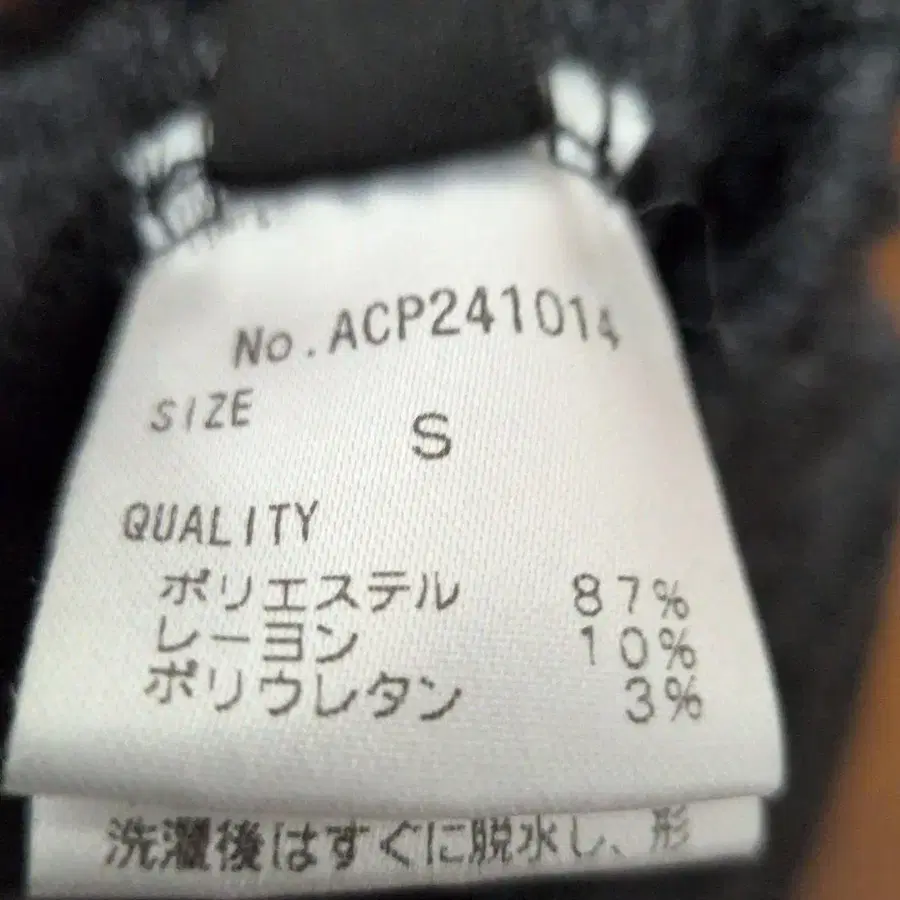 No.ACP241014
SIZE
S
QUALITY
ポリエステル 87%
レーヨン 10%
ポリウレタン 3%
洗濯後はすぐに脱水し、形